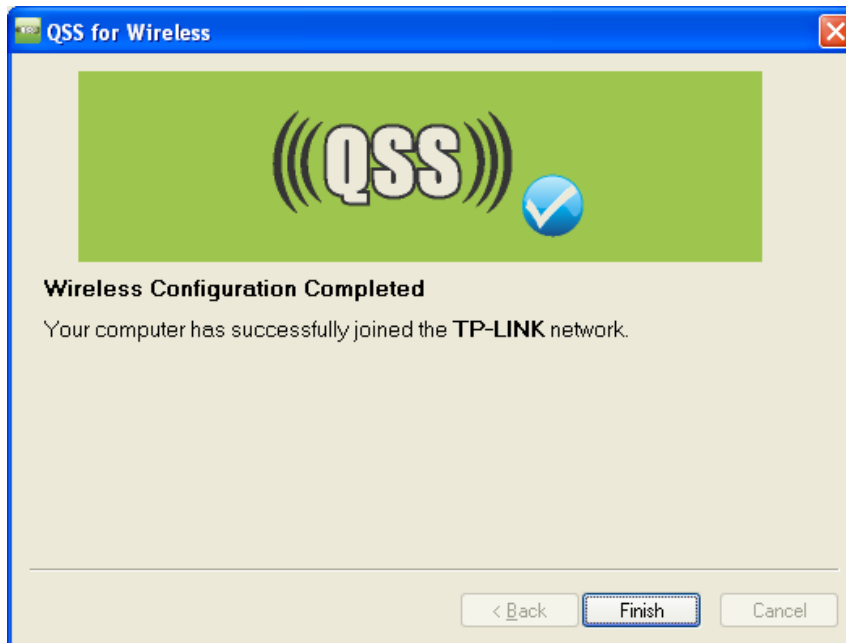 QSS for Wireless
QSS
Wireless Configuration Completed
Your computer has successfully joined the TP-LINK network.
< Back Finish Cancel